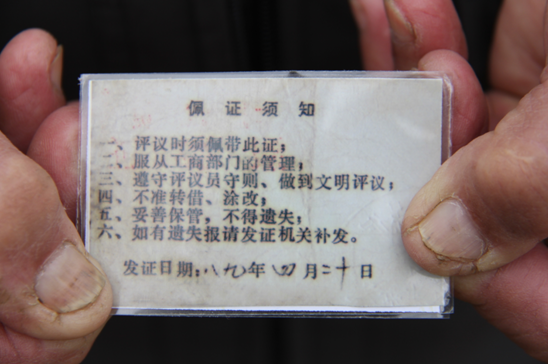 佩证须知
一、评议时须佩带此证；
二、服从工商部门的管理；
三、遵守评议员守则、做到文明评议；
四、不准转借、涂改；
五、妥善保管，不得遗失；
六、如有遗失报请发证机关补发。
发证日期：八九年四月二十日